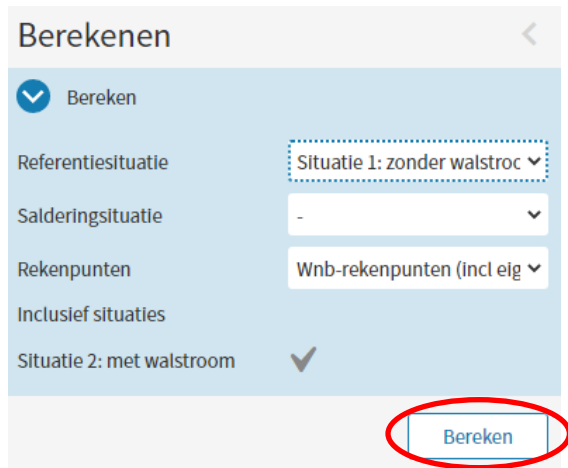 Berekenen
Bereken
Referentiesituatie Situatie 1: zonder walstroc
Salderingsituatie -
Rekenpunten Wnb-rekenpunten (incl eig
Inclusief situaties
Situatie 2: met walstroom
Bereken